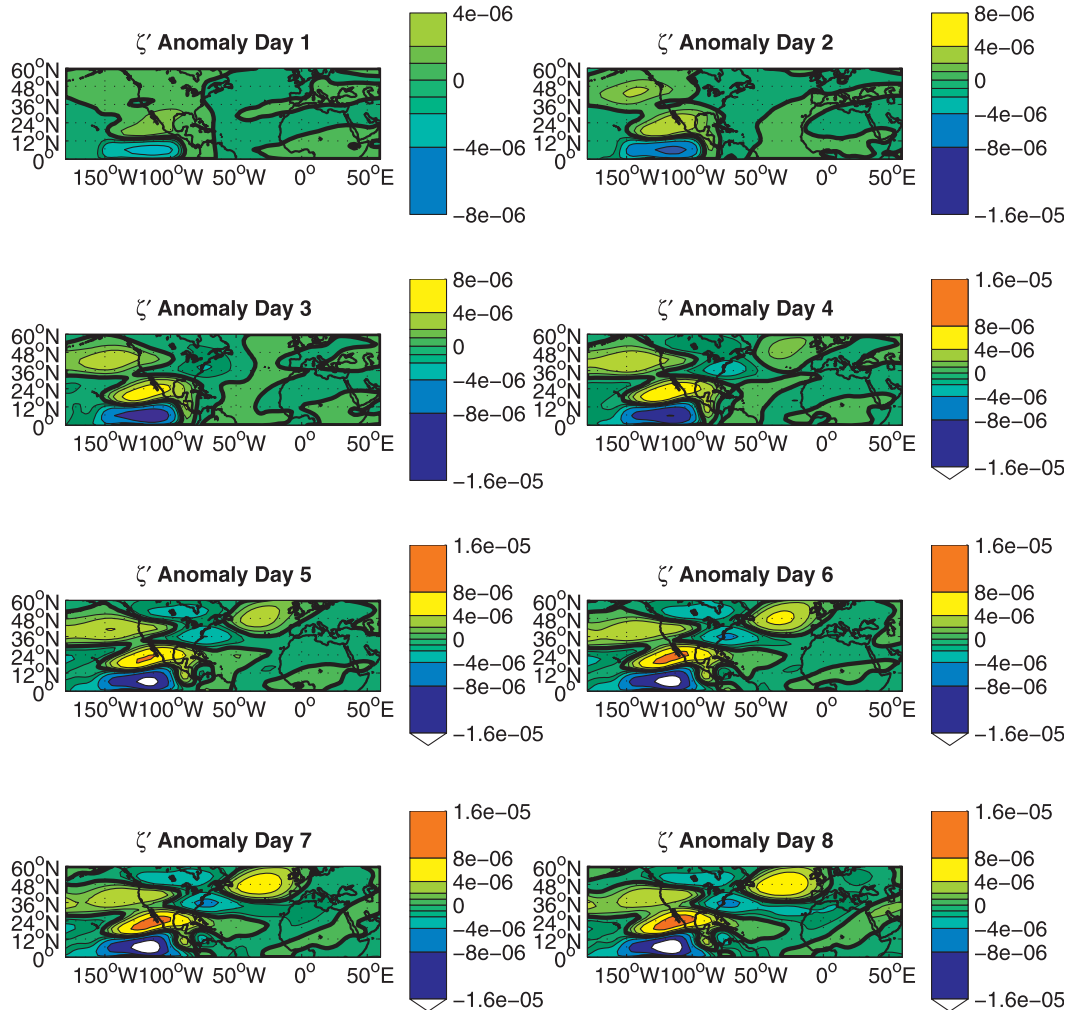 ζ′ Anomaly Day 1
60°N
48°N
36°N
24°N
12°N
0°
150°W100°W 50°W 0° 50°E
4e−06
0
−4e−06
−8e−06
ζ′ Anomaly Day 2
60°N
48°N
36°N
24°N
12°N
0°
150°W100°W 50°W 0° 50°E
8e−06
4e−06
0
−4e−06
−8e−06
−1.6e−05
ζ′ Anomaly Day 3
60°N
48°N
36°N
24°N
12°N
0°
150°W100°W 50°W 0° 50°E
8e−06
4e−06
0
−4e−06
−8e−06
−1.6e−05
ζ′ Anomaly Day 4
60°N
48°N
36°N
24°N
12°N
0°
150°W100°W 50°W 0° 50°E
1.6e−05
8e−06
4e−06
0
−4e−06
−8e−06
−1.6e−05
ζ′ Anomaly Day 5
60°N
48°N
36°N
24°N
12°N
0°
150°W100°W 50°W 0° 50°E
1.6e−05
8e−06
4e−06
0
−4e−06
−8e−06
−1.6e−05
ζ′ Anomaly Day 6
60°N
48°N
36°N
24°N
12°N
0°
150°W100°W 50°W 0° 50°E
1.6e−05
8e−06
4e−06
0
−4e−06
−8e−06
−1.6e−05
ζ′ Anomaly Day 7
60°N
48°N
36°N
24°N
12°N
0°
150°W100°W 50°W 0° 50°E
1.6e−05
8e−06
4e−06
0
−4e−06
−8e−06
−1.6e−05
ζ′ Anomaly Day 8
60°N
48°N
36°N
24°N
12°N
0°
150°W100°W 50°W 0° 50°E
1.6e−05
8e−06
4e−06
0
−4e−06
−8e−06
−1.6e−05